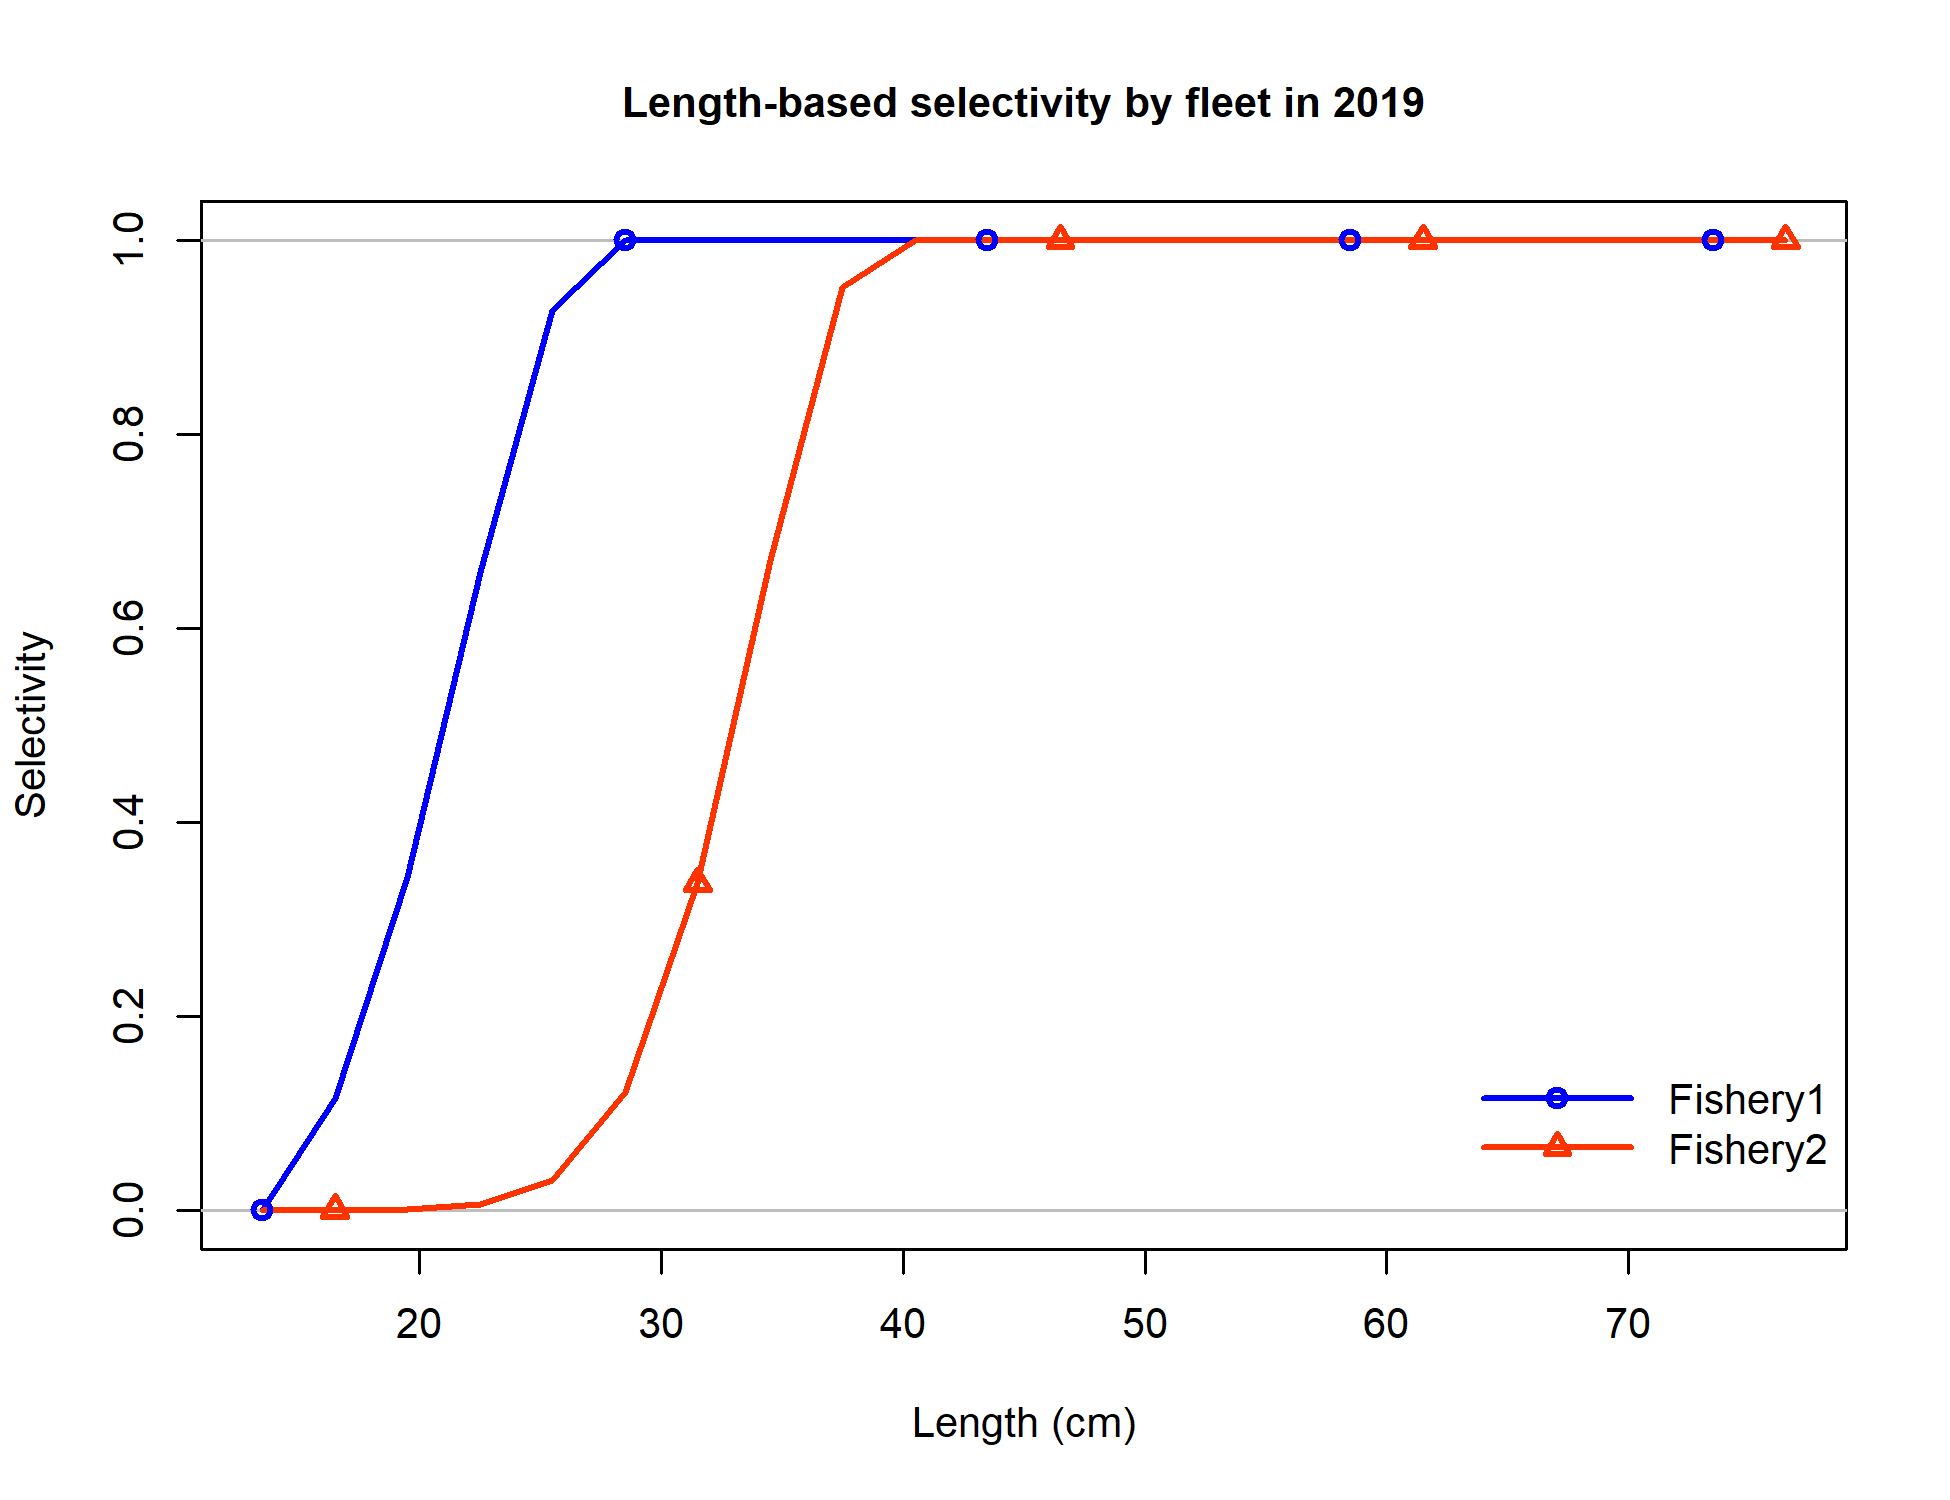 Length-based selectivity by fleet in 2019
1.0
0.8
0.6
0.4
0.2
0.0
Selectivity
Fishery1
Fishery2
20 30 40 50 60 70
Length (cm)